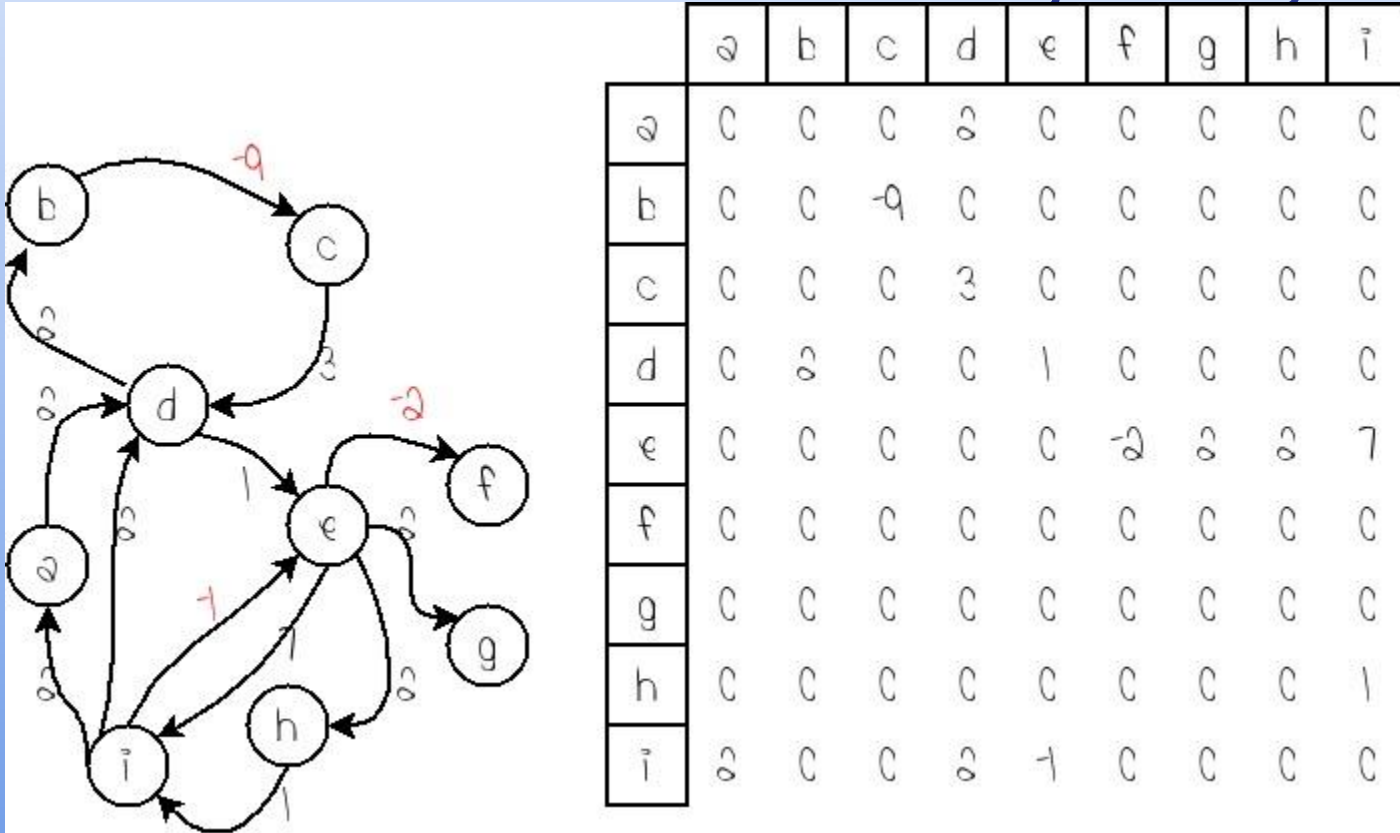 a b c d e f g h i
a 0 0 0 2 0 0 0 0 0
b 0 0 -9 0 0 0 0 0 0
c 0 0 0 3 0 0 0 0 0
d 0 2 0 0 1 0 0 0 0
e 0 0 0 0 0 -2 2 2 7
f 0 0 0 0 0 0 0 0 0
g 0 0 0 0 0 0 0 0 0
h 0 0 0 0 0 0 0 0 1
i 2 0 0 2 -1 0 0 0 0
-9
b
c
2
3
2
d
-2
f
1
e
2
2
a
-1
7
g
2
2
h
i
1